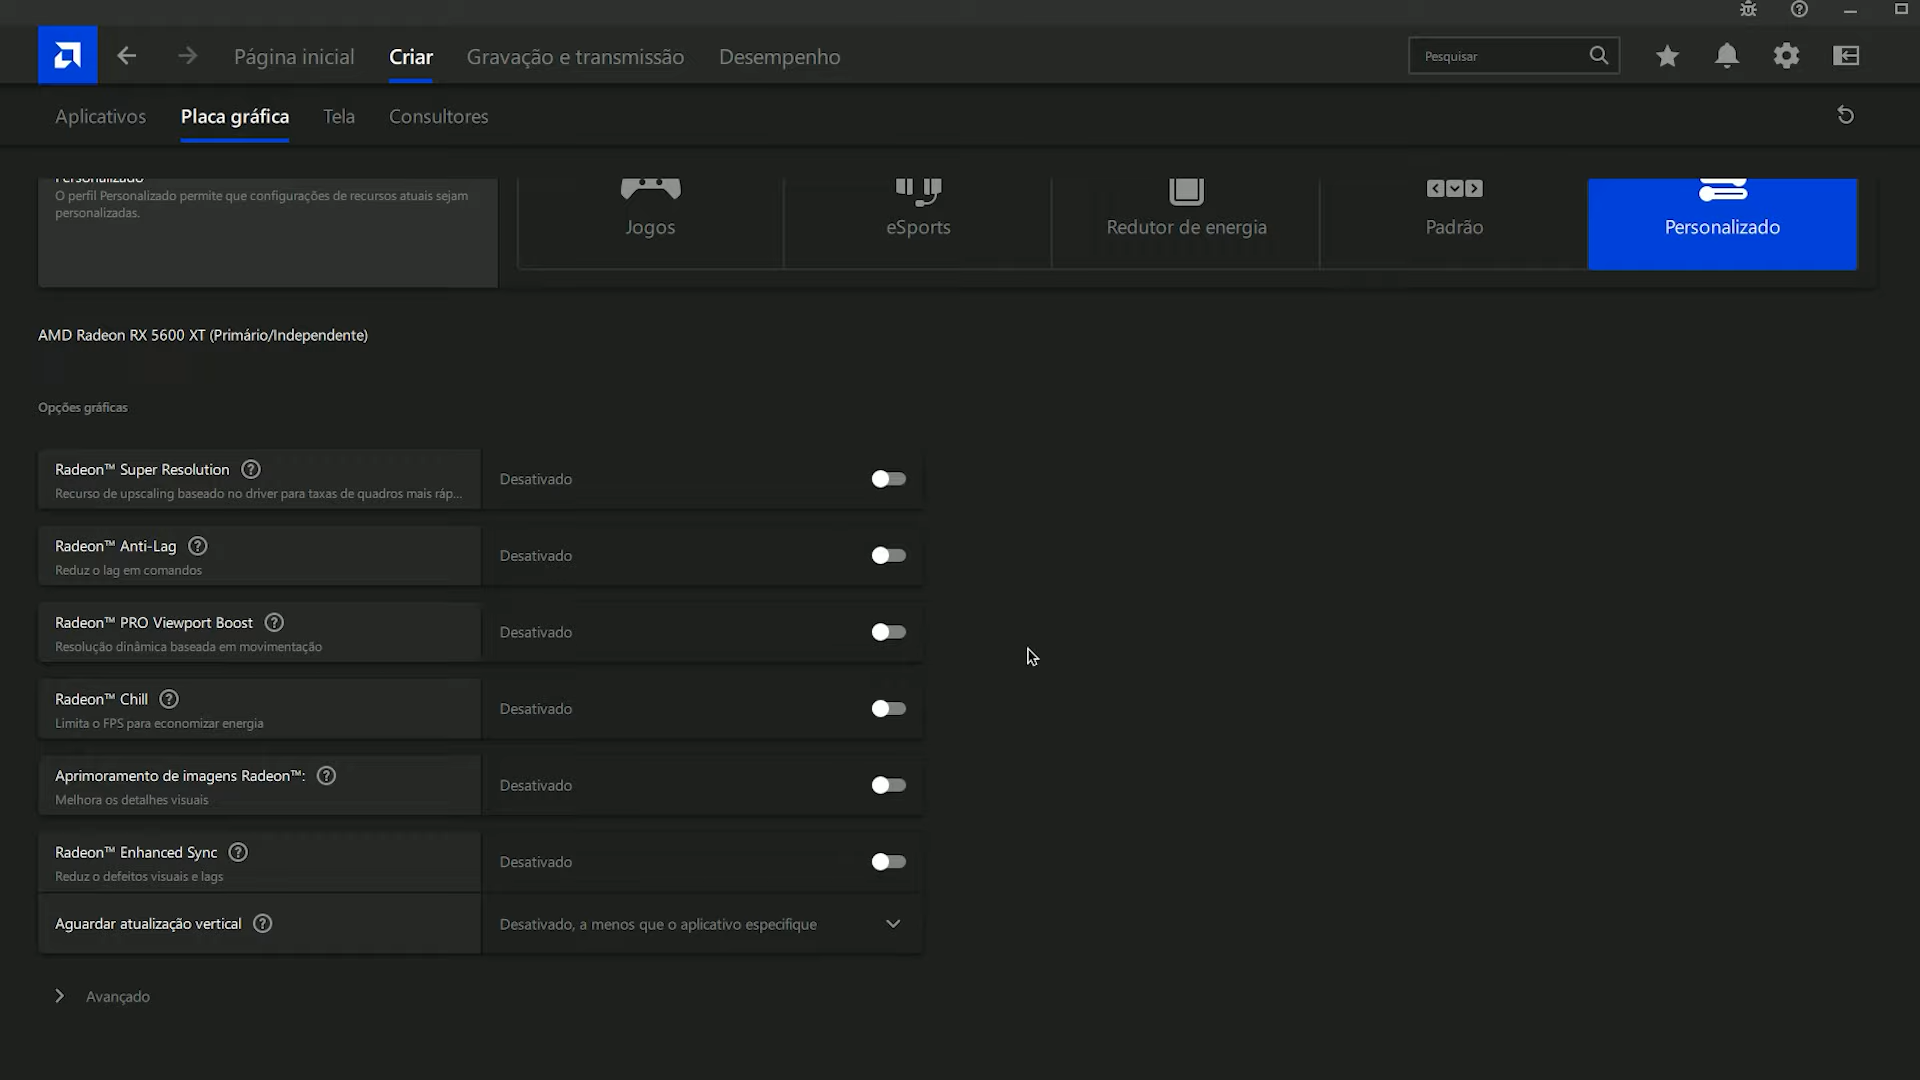 Página inicial
Criar
Gravação e transmissão
Desempenho
Pesquisar
Aplicativos
Placa gráfica
Tela
Consultores
Personalizado
O perfil Personalizado permite que configurações de recursos atuais sejam
personalizadas.
Jogos
eSports
Redutor de energia
Padrão
Personalizado
AMD Radeon RX 5600 XT (Primário/Independente)
Opções gráficas
Radeon™ Super Resolution
Recurso de upscaling baseado no driver para taxas de quadros mais ráp...
Desativado
Radeon™ Anti-Lag
Reduz o lag em comandos
Desativado
Radeon™ PRO Viewport Boost
Resolução dinâmica baseada em movimentação
Desativado
Radeon™ Chill
Limita o FPS para economizar energia
Desativado
Aprimoramento de imagens Radeon™:
Melhora os detalhes visuais
Desativado
Radeon™ Enhanced Sync
Reduz o defeitos visuais e lags
Desativado
Aguardar atualização vertical
Desativado, a menos que o aplicativo especifique
Avançado